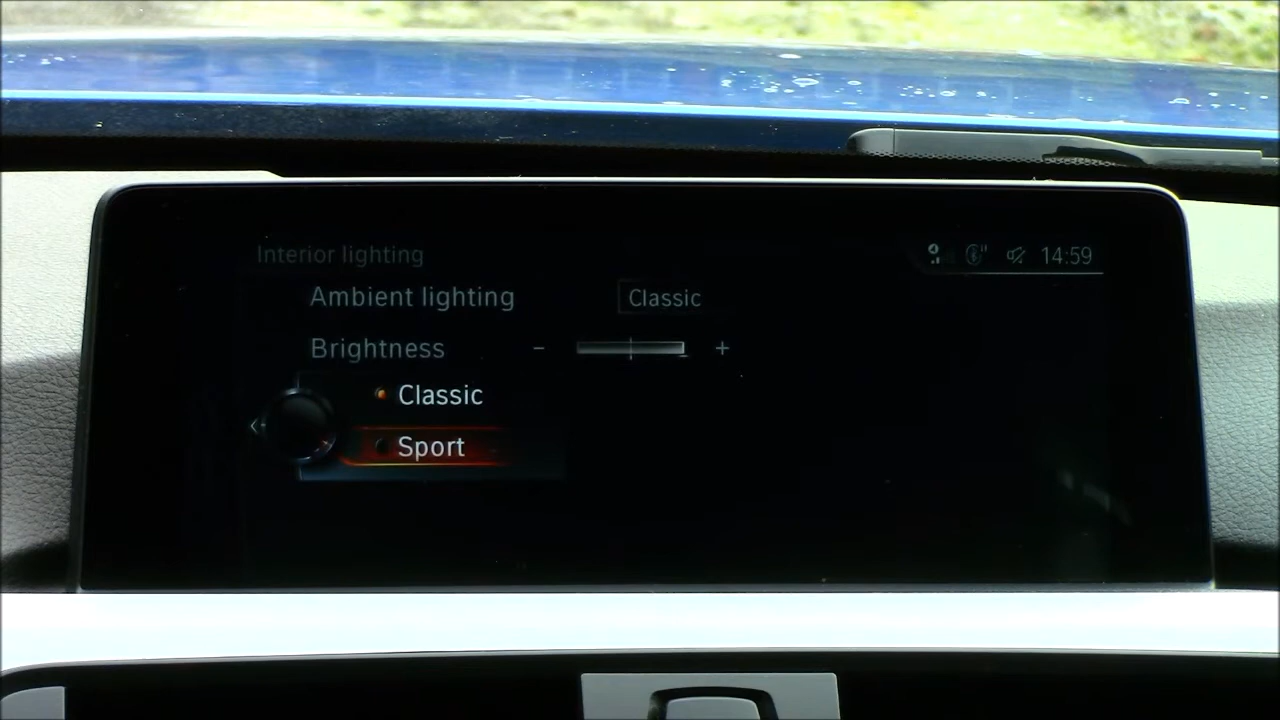 Interior lighting
14:59
Ambient lighting Classic
Brightness - +
Classic
Sport